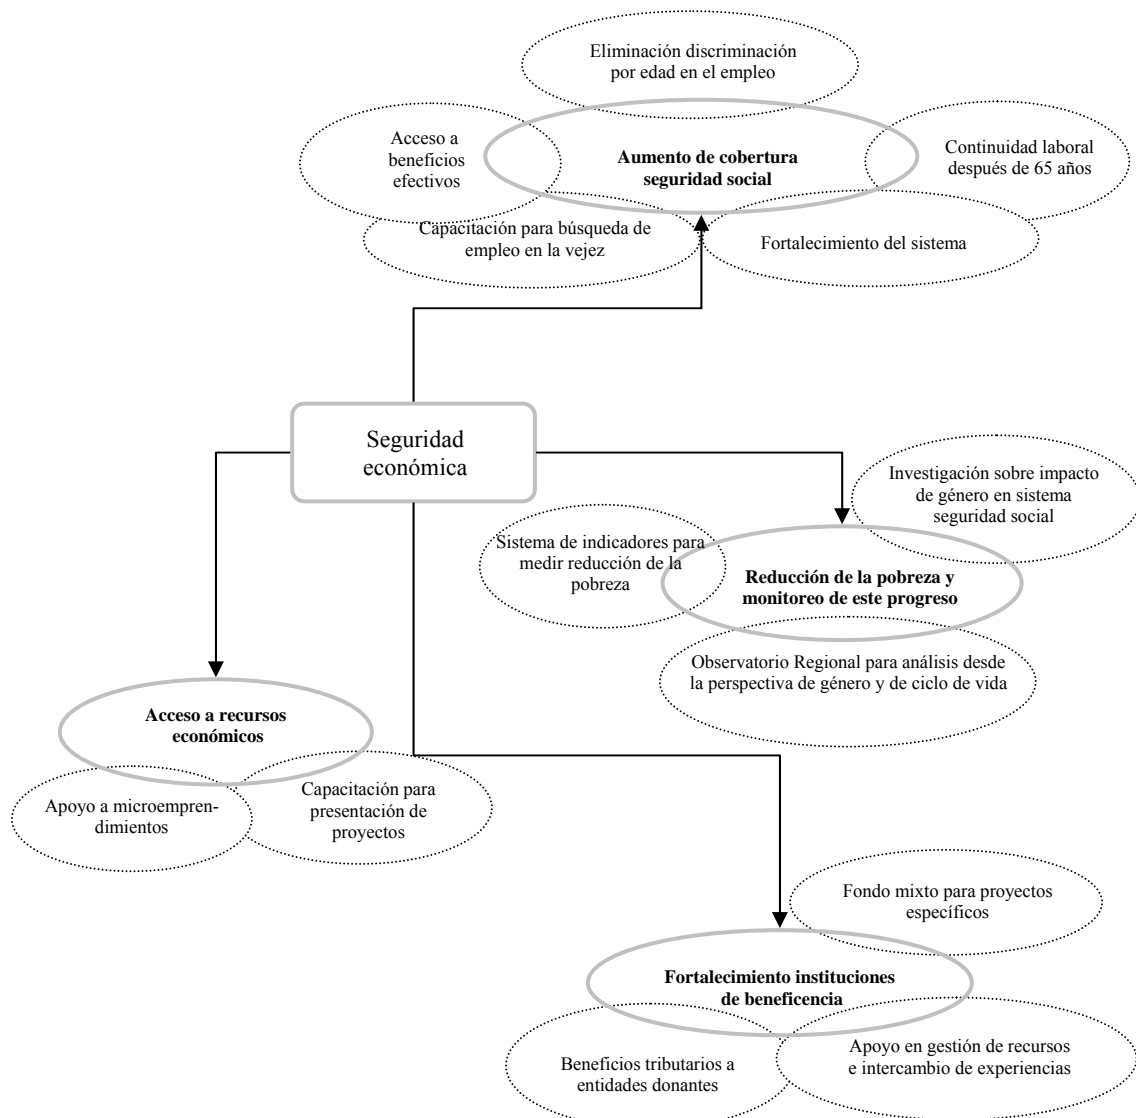 Eliminación discriminación
por edad en el empleo
Acceso a
beneficios
efectivos
Aumento de cobertura
seguridad social
Continuidad laboral
después de 65 años
Capacitación para búsqueda de
empleo en la vejez
Fortalecimiento del sistema
Seguridad
económica
Investigación sobre impacto
de género en sistema
seguridad social
Sistema de indicadores para
medir reducción de la
pobreza
Reducción de la pobreza y
monitoreo de este progreso
Observatorio Regional para análisis desde
la perspectiva de género y de ciclo de vida
Acceso a recursos
económicos
Apoyo a microempren-
dimientos
Capacitación para
presentación de
proyectos
Fondo mixto para proyectos
específicos
Fortalecimiento instituciones
de beneficencia
Beneficios tributarios a
entidades donantes
Apoyo en gestión de recursos
e intercambio de experiencias